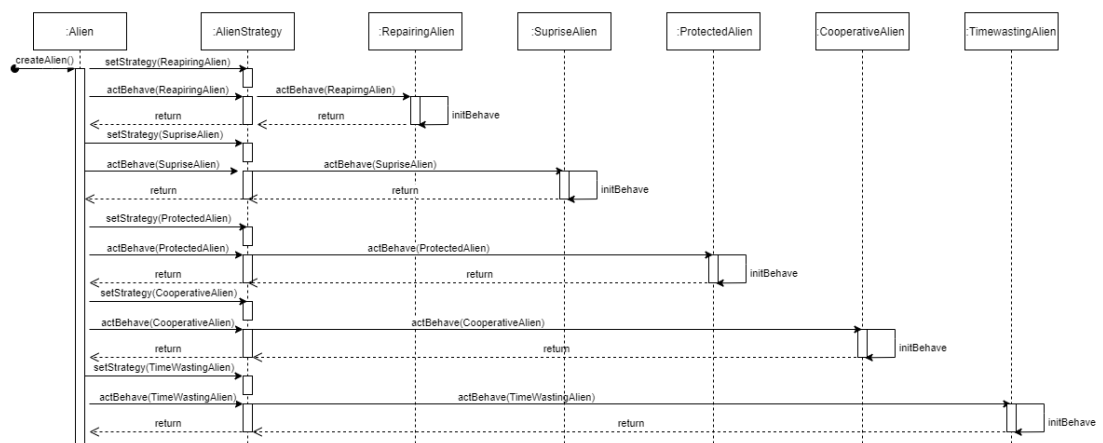 :Alien
:AlienStrategy
:RepairingAlien
:SupriseAlien
:ProtectedAlien
:CooperativeAlien
:TimewastingAlien
createAlien()
setStrategy(ReapiringAlien)
actBehave(ReapiringAlien)
actBehave(ReapirngAlien)
initBehave
return
return
setStrategy(SupriseAlien)
actBehave(SupriseAlien)
actBehave(SupriseAlien)
initBehave
return
return
setStrategy(ProtectedAlien)
actBehave(ProtectedAlien)
actBehave(ProtectedAlien)
initBehave
return
return
setStrategy(CooperativeAlien)
actBehave(CooperativeAlien)
actBehave(CooperativeAlien)
initBehave
return
return
setStrategy(TimeWastingAlien)
actBehave(TimeWastingAlien)
actBehave(TimeWastingAlien)
initBehave
return
return